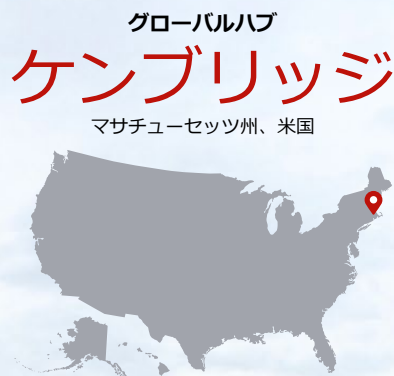 グローバルハブ
ケンブリッジ
マサチューセッツ州、米国